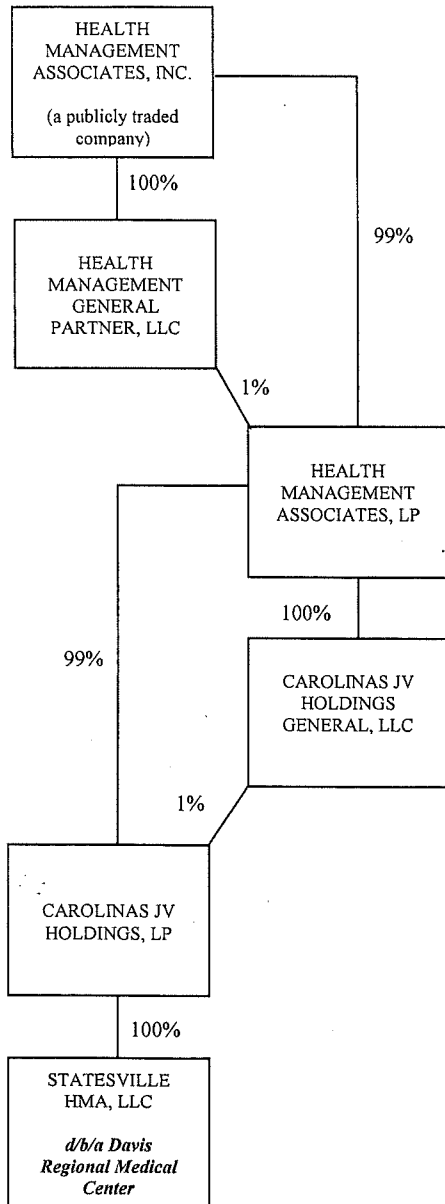 HEALTH
MANAGEMENT
ASSOCIATES, INC.
(a publicly traded
company)
100%
99%
HEALTH
MANAGEMENT
GENERAL
PARTNER, LLC
1%
HEALTH
MANAGEMENT
ASSOCIATES, LP
100%
99%
CAROLINAS JV
HOLDINGS
GENERAL, LLC
1%
CAROLINAS JV
HOLDINGS, LP
100%
STATESVILLE
HMA, LLC
d/b/a Davis
Regional Medical
Center